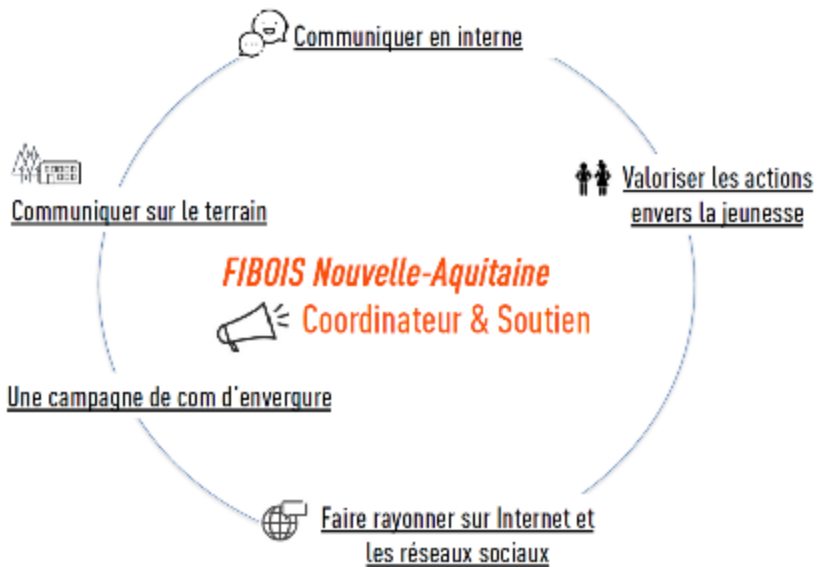 Communiquer en interne
Valoriser les actions
envers la jeunesse
Communiquer sur le terrain
FIBOIS Nouvelle-Aquitaine
Coordinateur & Soutien
Une campagne de com d'envergure
Faire rayonner sur Internet et
les réseaux sociaux